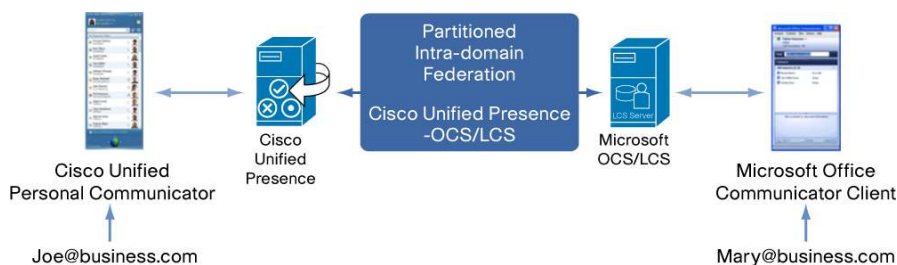 Partitioned
Intra-domain
Federation
Cisco Unified Presence
-OCS/LCS
LCS Server
Cisco
Unified
Presence
Microsoft
OCS/LCS
Cisco Unified
Personal Communicator
Microsoft Office
Communicator Client
Joe@business.com
Mary@business.com